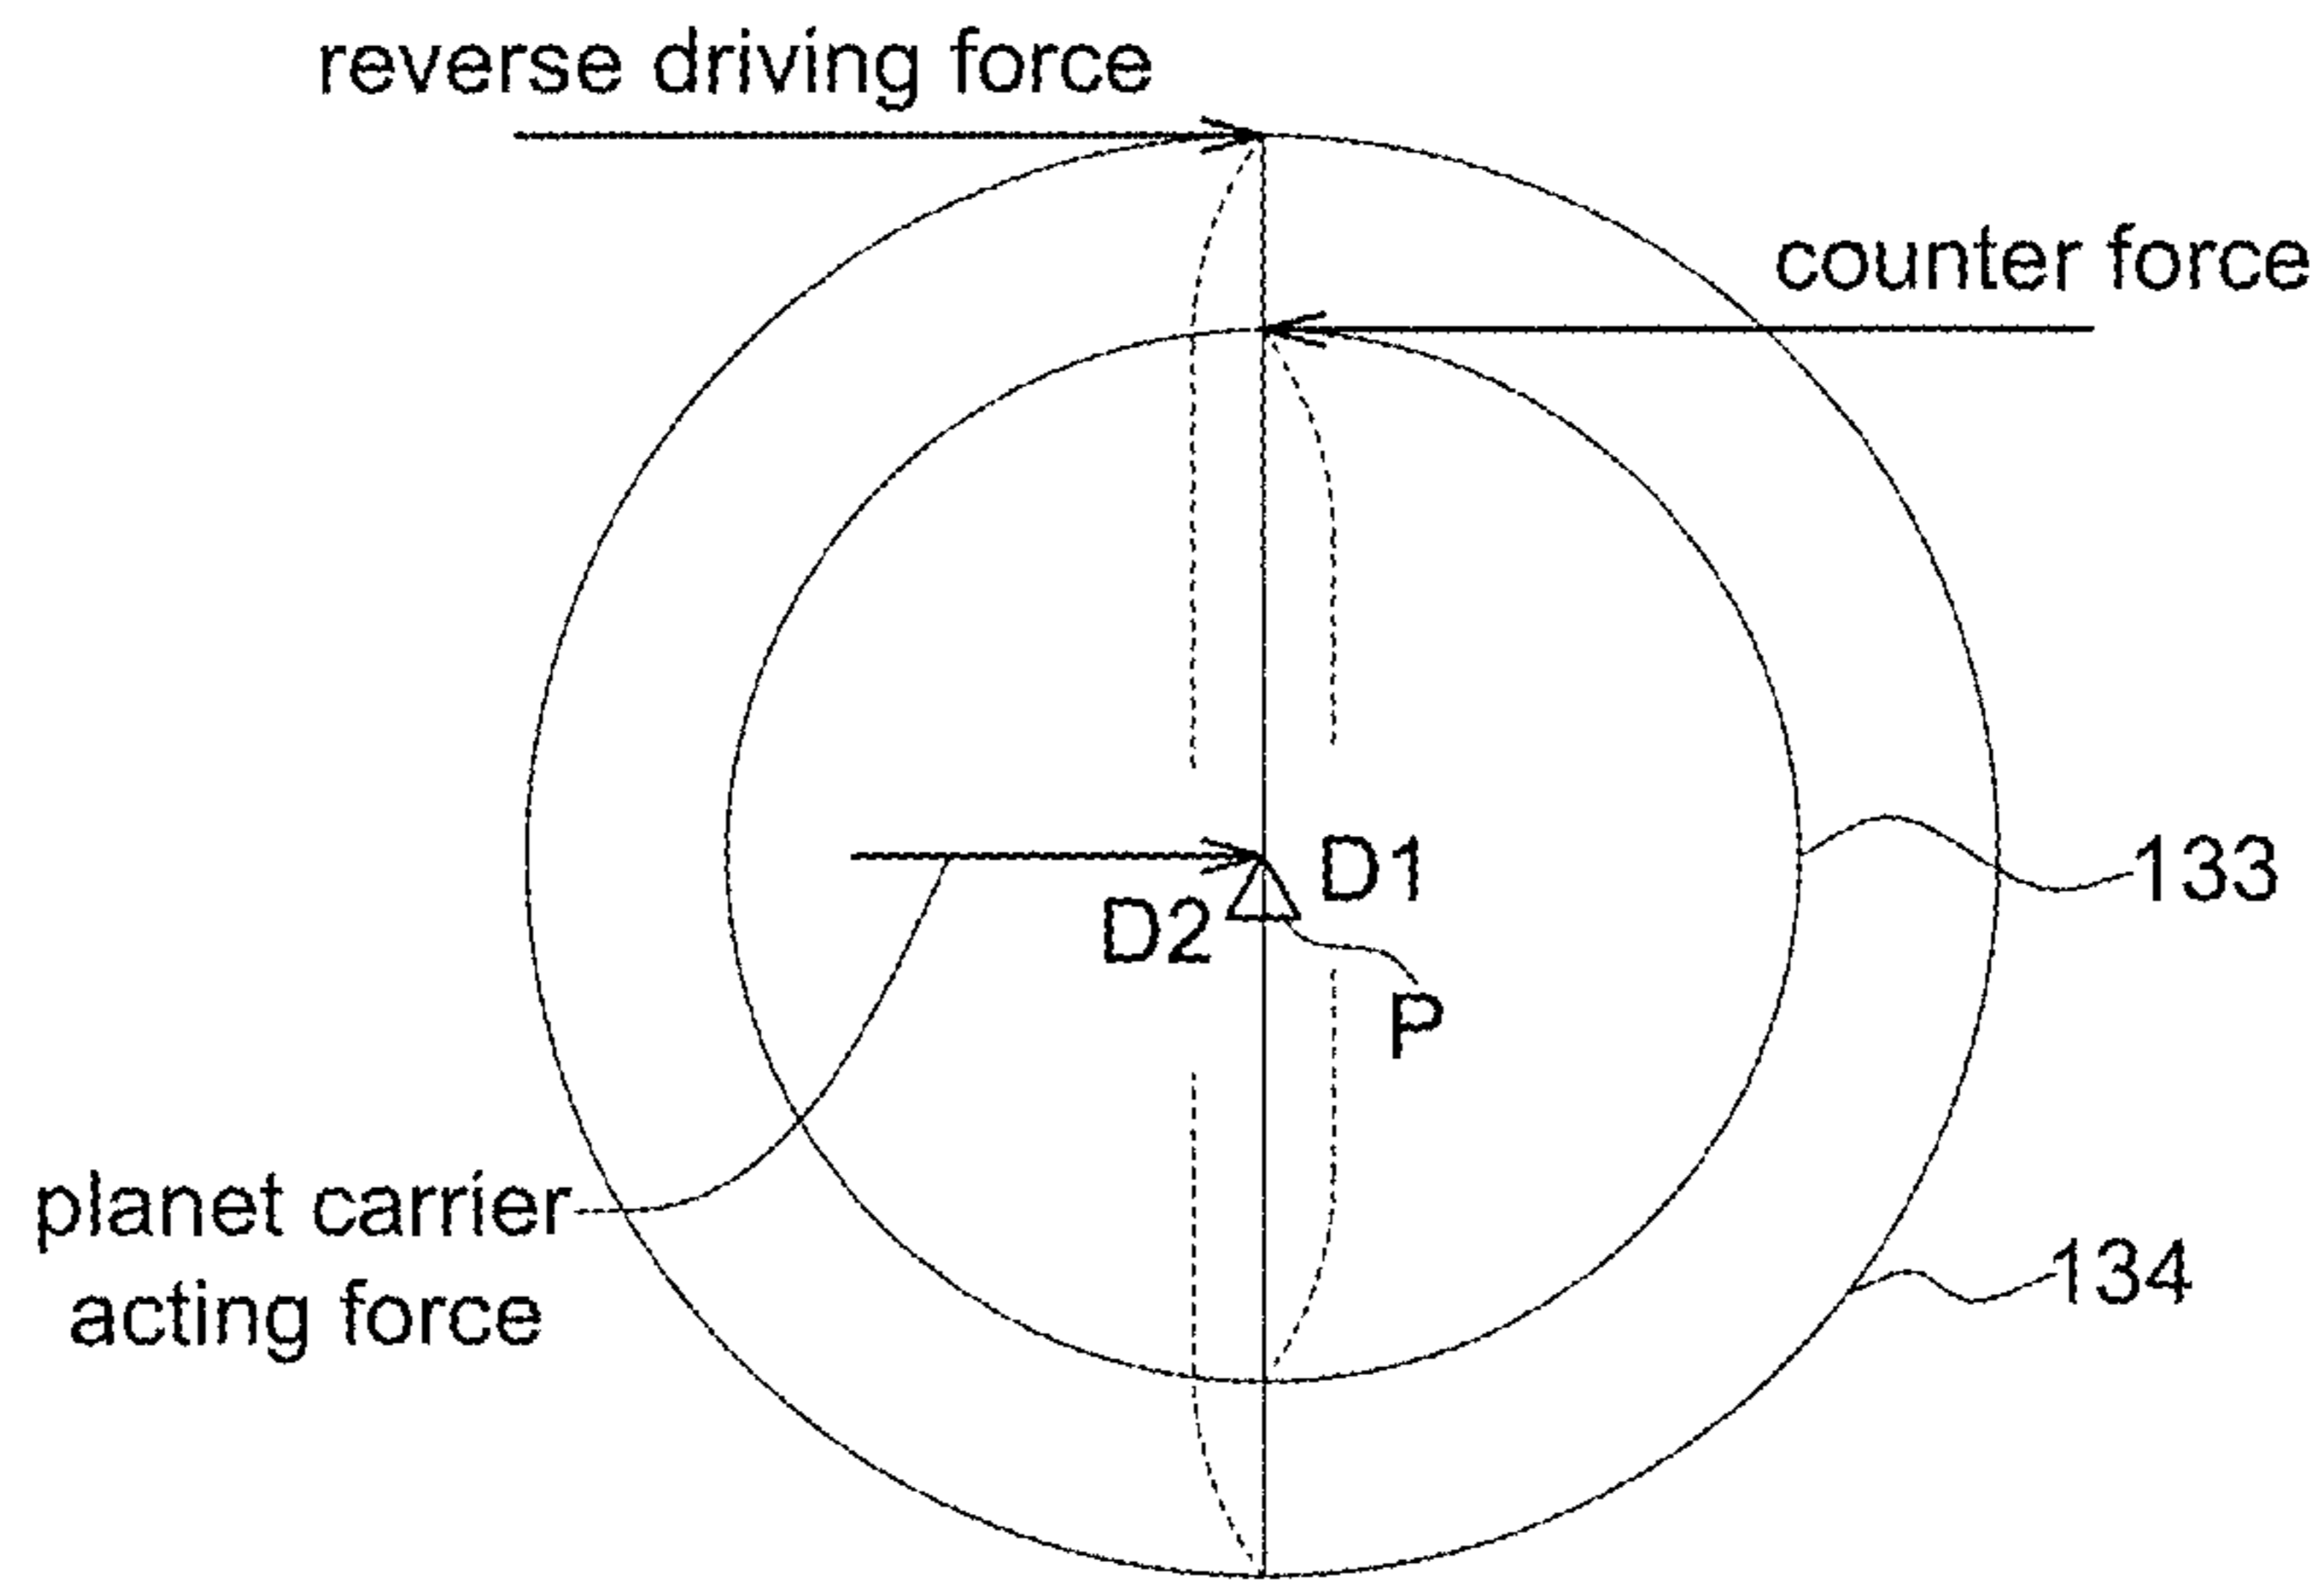 reverse driving force
counter force
D1
133
D2
P
planet carrier
acting force
134